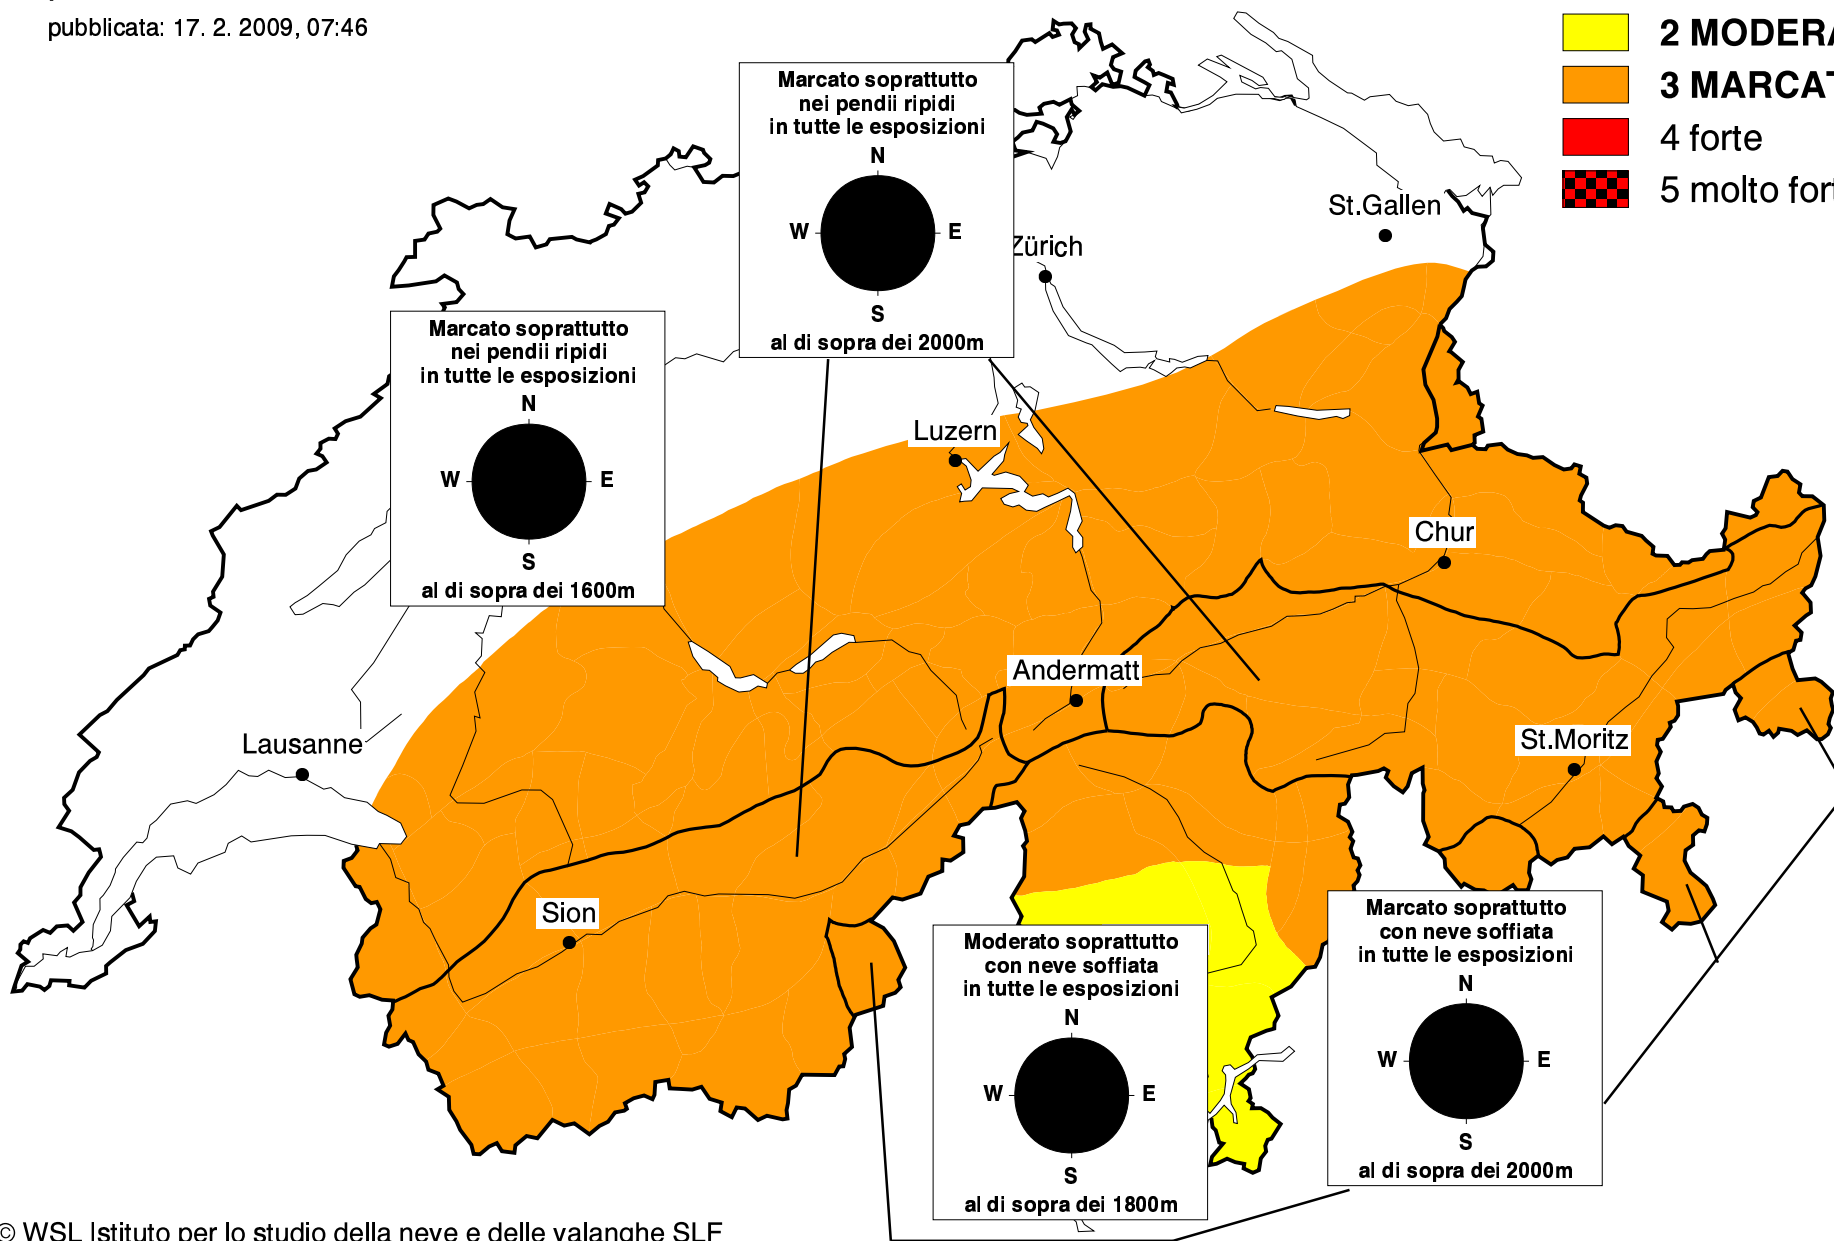 pubblicata: 17. 2. 2009, 07:46
2 MODERA
3 MARCAT
4 forte
5 molto fort
Marcato soprattutto
nei pendii ripidi
in tutte le esposizioni
N
W E
S
al di sopra dei 2000m
St.Gallen
Zürich
Marcato soprattutto
nei pendii ripidi
in tutte le esposizioni
N
W E
S
al di sopra dei 1600m
Luzern
Chur
Andermatt
Lausanne
St.Moritz
Sion
Marcato soprattutto
con neve soffiata
in tutte le esposizioni
N
W E
S
al di sopra dei 2000m
Moderato soprattutto
con neve soffiata
in tutte le esposizioni
N
W E
S
al di sopra dei 1800m
© WSL Istituto per lo studio della neve e delle valanghe SLF